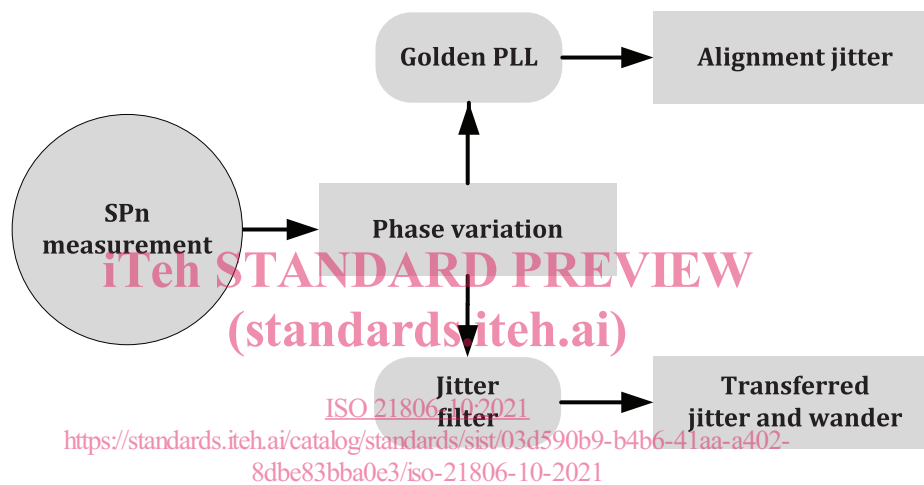 Golden PLL
Alignment jitter
SPn
measurement
Phase variation
iTeh STANDARD PREVIEW
(standards.iteh.ai)
Jitter
filter
Transferred
jitter and wander
ISO 21806-10:2021
https://standards.iteh.ai/catalog/standards/sist/03d590b9-b4b6-41aa-a402-
8dbe83bba0e3/iso-21806-10-2021